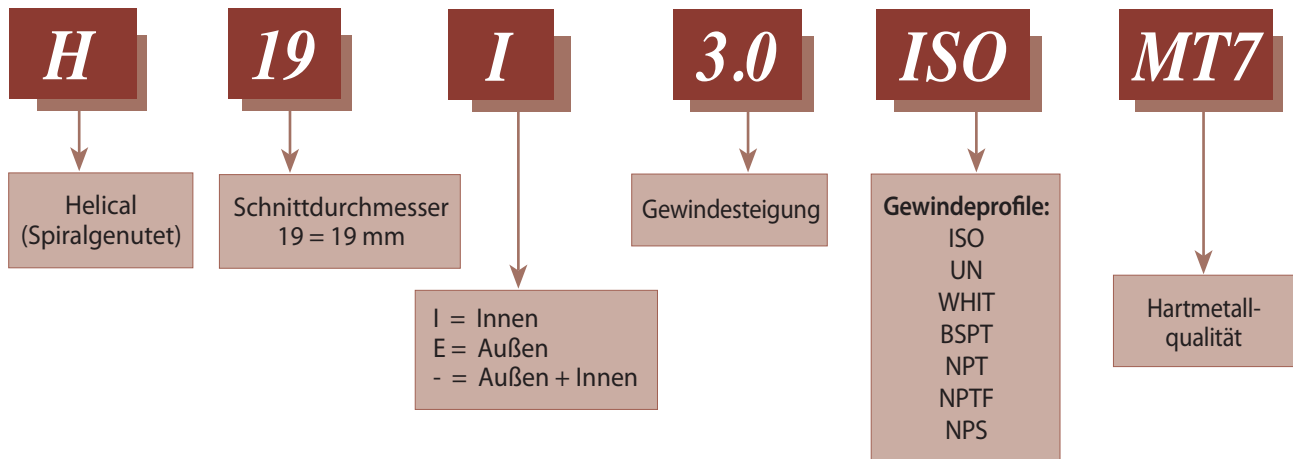 H 19 I 3.0 ISO MT7
Helical
(Spiralgenutet)
Schnittdurchmesser
19 = 19 mm
I = Innen
E = Außen
- = Außen + Innen
Gewindesteigung
Gewindeprofile:
ISO
UN
WHIT
BSPT
NPT
NPTF
NPS
Hartmetall-
qualität